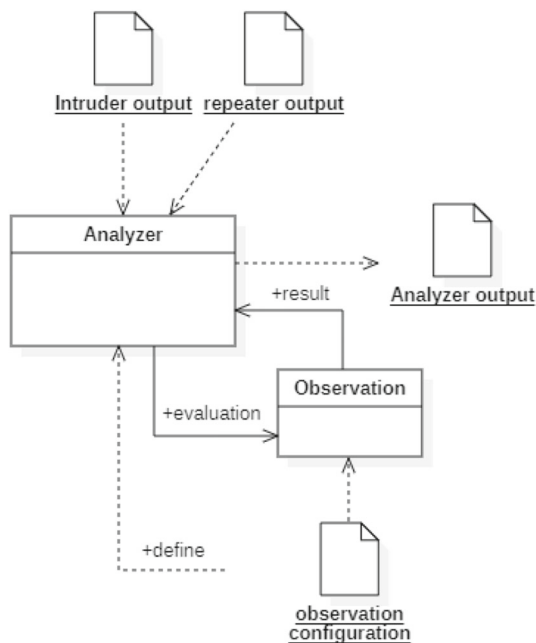 Intruder output
repeater output
Analyzer
Analyzer output
+result
Observation
+evaluation
+define
observation
configuration